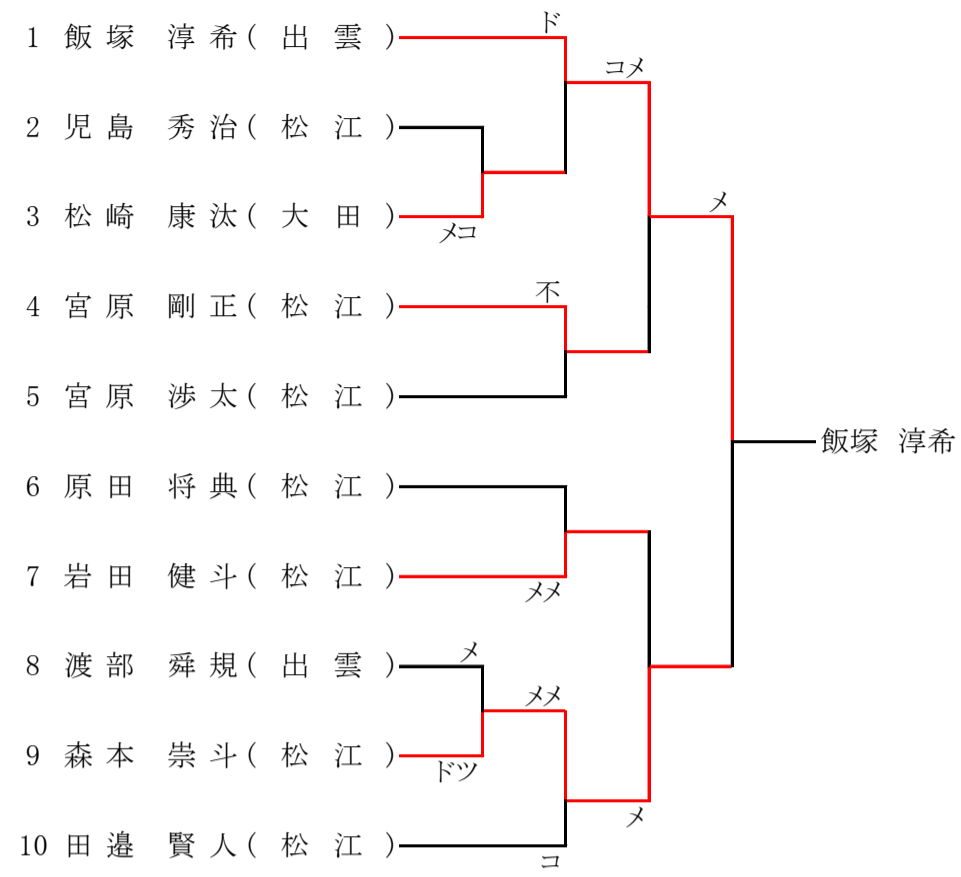 1 飯塚 淳希(出雲)
ド
コメ
2 児島 秀治(松江)
3 松崎 康汰(大田)
メコ
メ
4 宮原 剛正(松江)
不
5 宮原 渉太(松江)
飯塚 淳希
6 原田 将典(松江)
7 岩田 健斗(松江)
メメ
8 渡部 舜規(出雲)
メ
メメ
9 森本 崇斗(松江)
ドツ
メ
10 田邉 賢人(松江)
コ